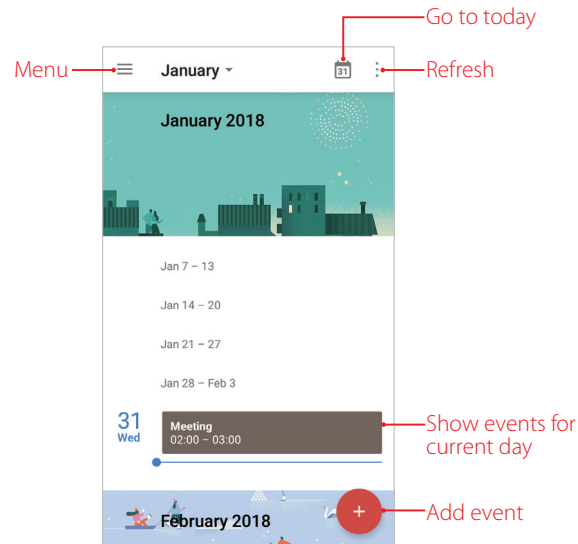 Go to today
Menu
January
31
Refresh
January 2018
Jan 7 – 13
Jan 14 – 20
Jan 21 – 27
Jan 28 – Feb 3
31
Wed
Meeting
02:00 – 03:00
Show events for
current day
February 2018
+
Add event